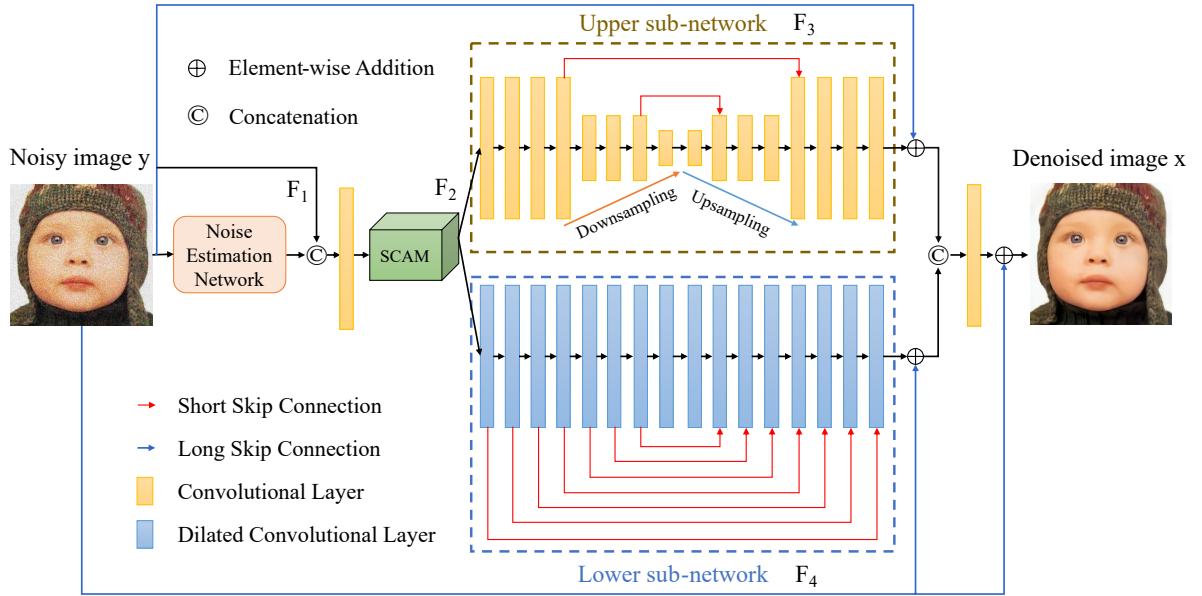 Upper sub-network F3
Element-wise Addition
C Concatenation
Noisy image y
F1
F2
Downsampling
Upsampling
Denoised image x
Noise
Estimation
Network
C
SCAM
C
Short Skip Connection
Long Skip Connection
Convolutional Layer
Dilated Convolutional Layer
Lower sub-network F4